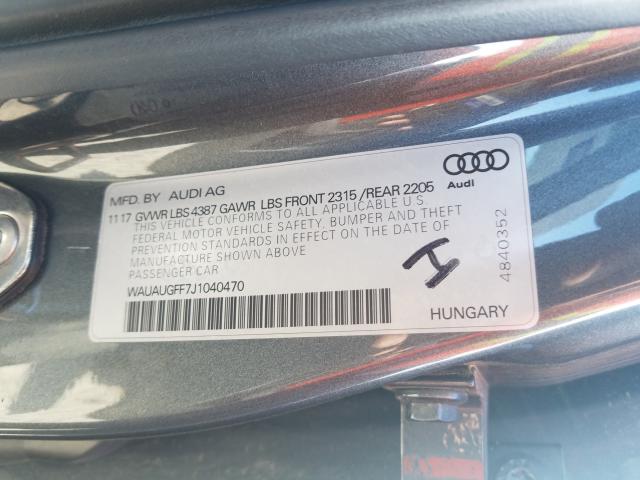 MFD. BY AUDI AG
11 17 GVWR LBS 4387 GAWR LBS FRONT 2315 /REAR 2205
THIS VEHICLE CONFORMS TO ALL APPLICABLE U S
FEDERAL MOTOR VEHICLE SAFETY, BUMPER AND THEFT
PREVENTION STANDARDS IN EFFECT ON THE DATE OF
MANUFACTURE SHOWN ABOVE
PASSENGER CAR
WAUAUGFF7J1040470
Audi
4840352
I
HUNGARY